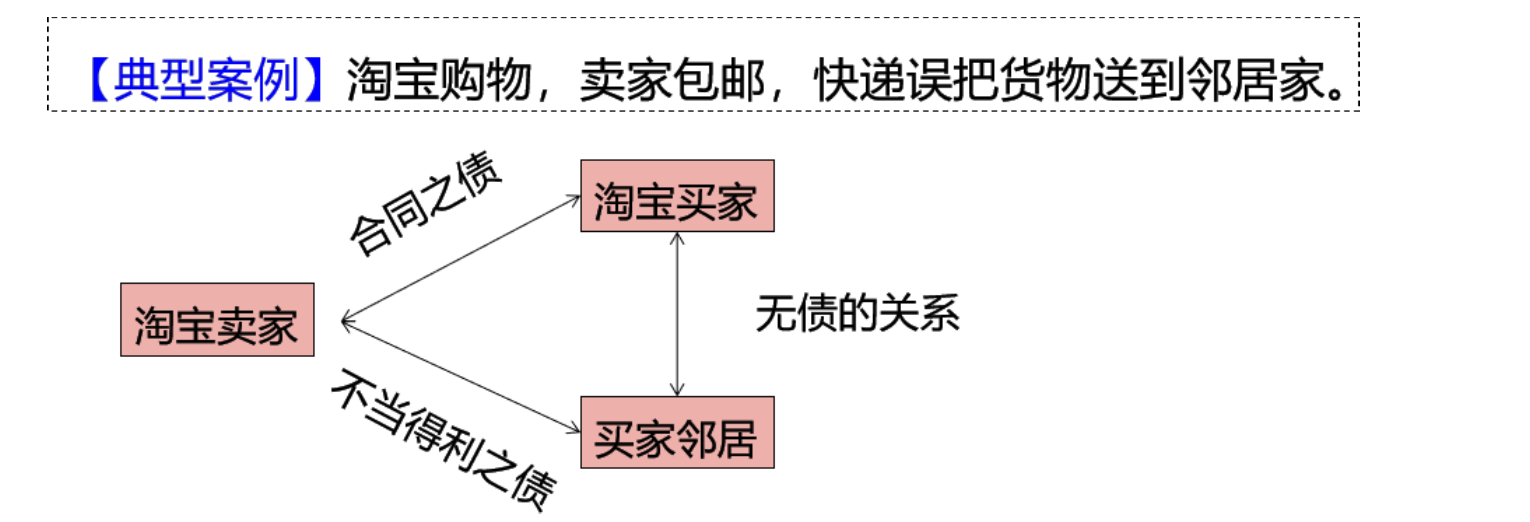 【典型案例】淘宝购物，卖家包邮，快递误把货物送到邻居家。
合同之债
淘宝买家
淘宝卖家
无债的关系
不当得利之债
买家邻居